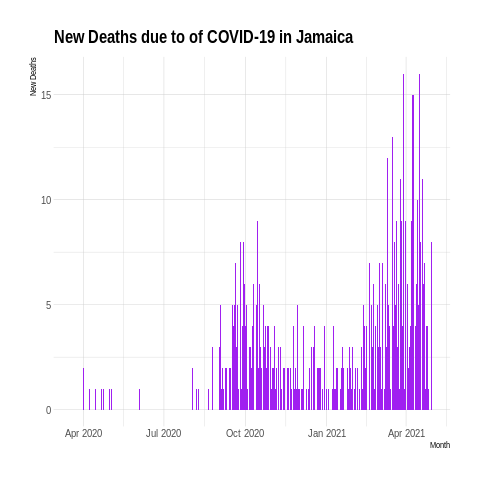 New Deaths due to of COVID-19 in Jamaica
New Deaths
15
10
5
0
Apr 2020 Jul 2020 Oct 2020 Jan 2021 Apr 2021
Month